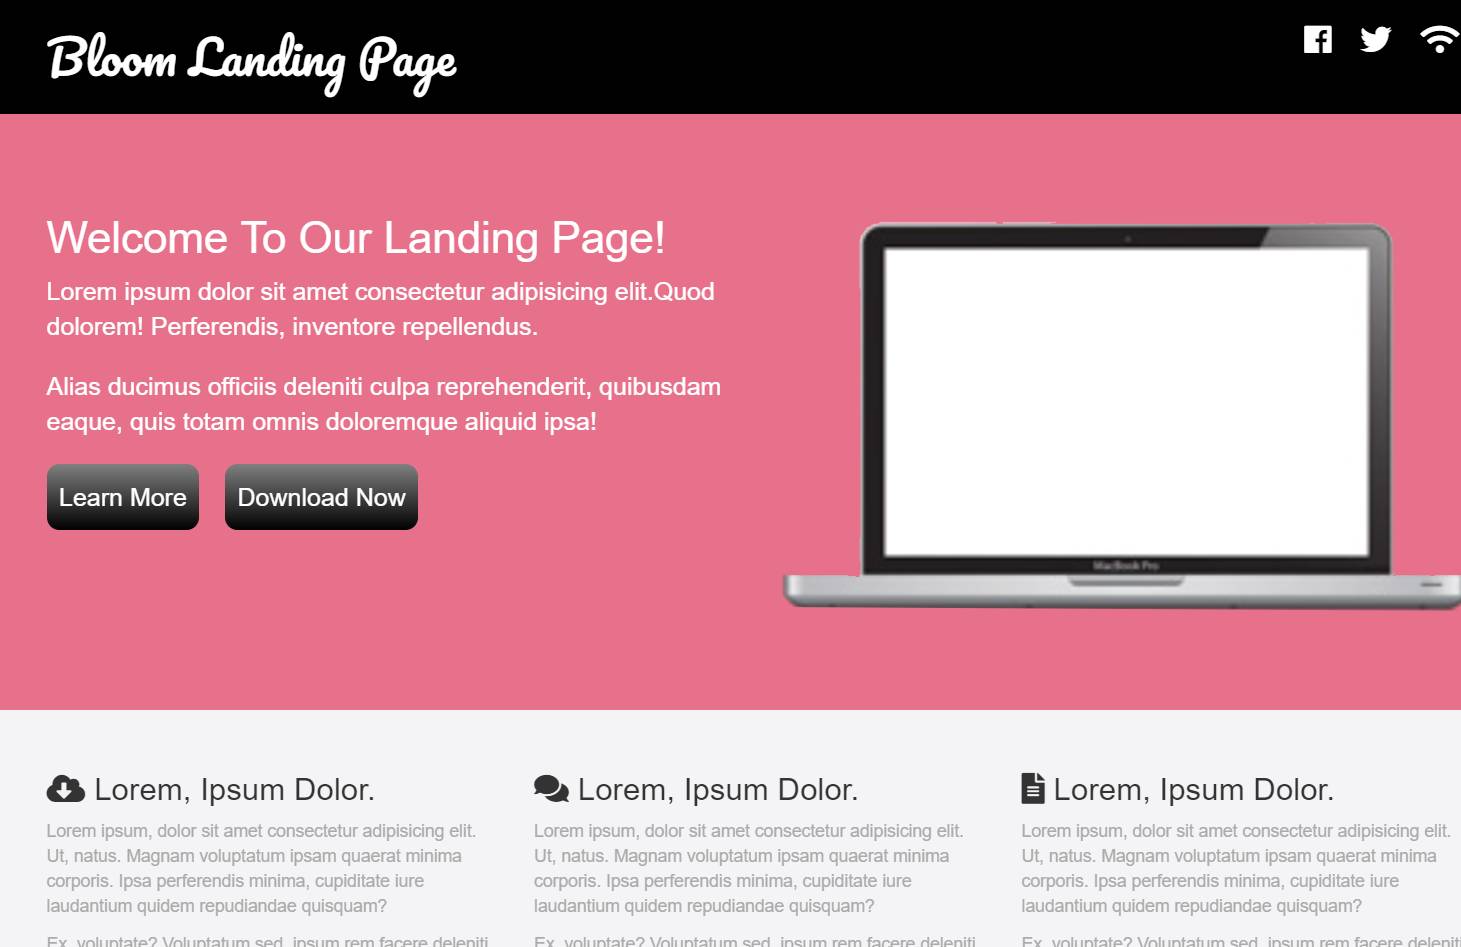 Bloom Landing Page
Welcome To Our Landing Page!
Lorem ipsum dolor sit amet consectetur adipisicing elit.Quod
dolorem! Perferendis, inventore repellendus.
Alias ducimus officiis deleniti culpa reprehenderit, quibusdam
eaque, quis totam omnis doloremque aliquid ipsa!
Learn More
Download Now
MacBook Pro
Lorem, Ipsum Dolor.
Lorem ipsum, dolor sit amet consectetur adipisicing elit.
Ut, natus. Magnam voluptatum ipsam quaerat minima
corporis. Ipsa perferendis minima, cupiditate iure
laudantium quidem repudiandae quisquam?
Ex, voluptate? Voluptatum sed, ipsum rem facere deleniti
Lorem, Ipsum Dolor.
Lorem ipsum, dolor sit amet consectetur adipisicing elit.
Ut, natus. Magnam voluptatum ipsam quaerat minima
corporis. Ipsa perferendis minima, cupiditate iure
laudantium quidem repudiandae quisquam?
Ex, voluptate? Voluptatum sed, ipsum rem facere deleniti
Lorem, Ipsum Dolor.
Lorem ipsum, dolor sit amet consectetur adipisicing elit.
Ut, natus. Magnam voluptatum ipsam quaerat minima
corporis. Ipsa perferendis minima, cupiditate iure
laudantium quidem repudiandae quisquam?
Ex, voluptate? Voluptatum sed, ipsum rem facere deleniti